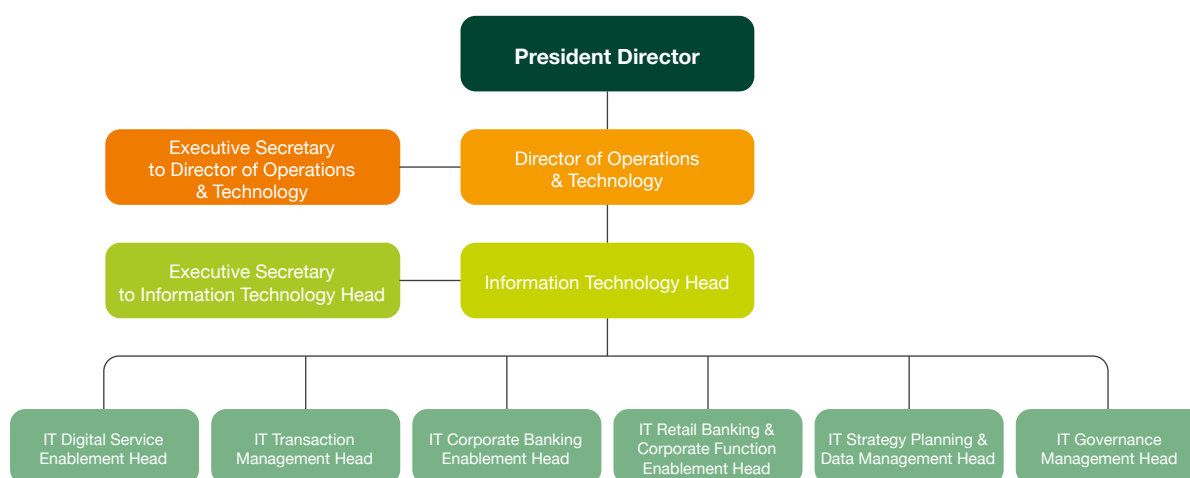 President Director
Executive Secretary
to Director of Operations
& Technology
Director of Operations
& Technology
Executive Secretary
to Information Technology Head
Information Technology Head
IT Digital Service
Enablement Head
IT Transaction
Management Head
IT Corporate Banking
Enablement Head
IT Retail Banking &
Corporate Function
Enablement Head
IT Strategy Planning &
Data Management Head
IT Governance
Management Head